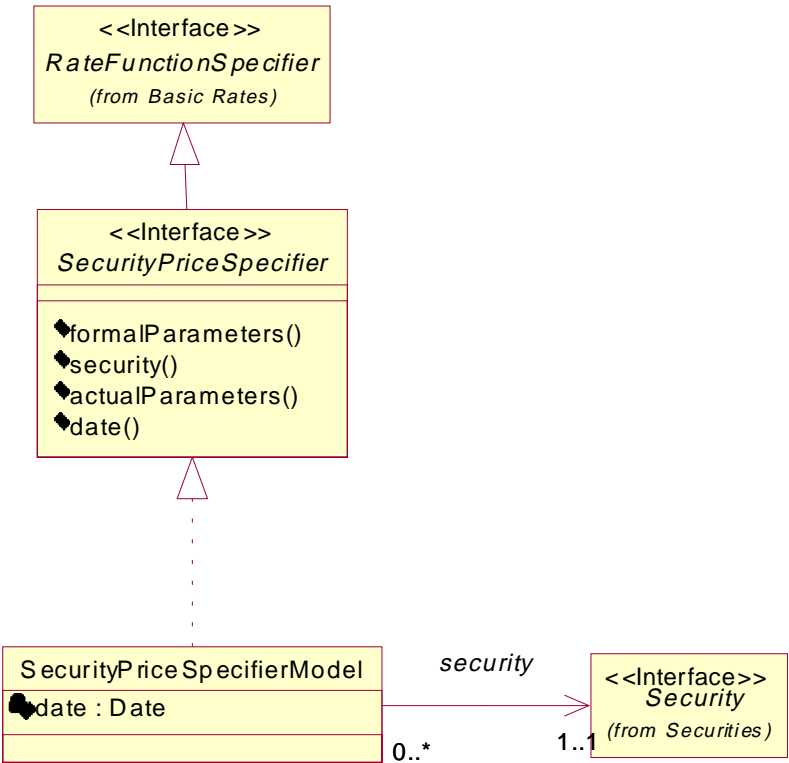 <<Interface>>
RateFunctionSpecifier
(from Basic Rates)
<<Interface>>
SecurityPriceSpecifier
formalParameters()
security()
actualParameters()
date()
SecurityPriceSpecifierModel
date : Date
security
0..*
1..1
<<Interface>>
Security
(from Securities)